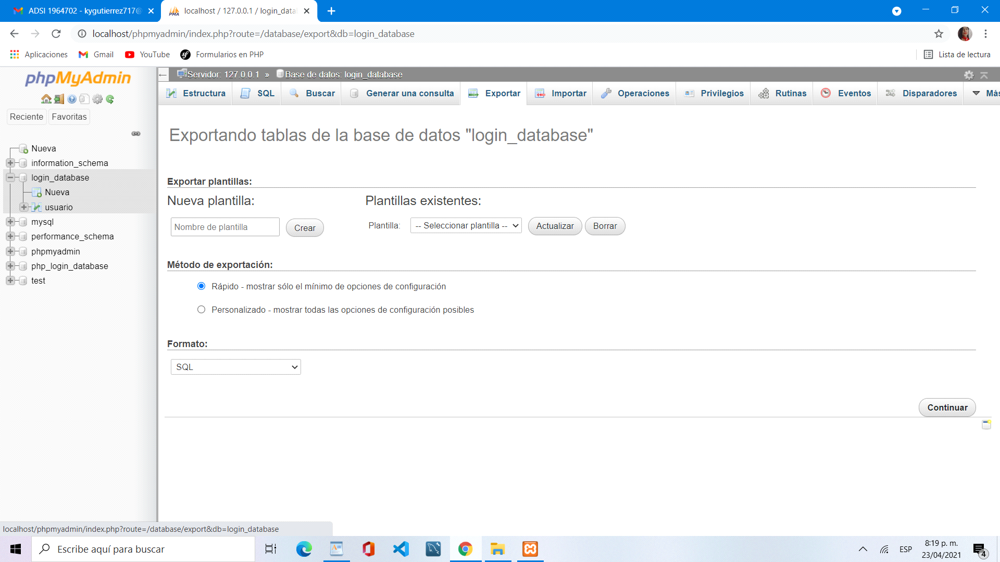 ADSI 1964702 - kygutierrez717@
localhost / 127.0.0.1 / login_data
localhost/phpmyadmin/index.php?route=/database/export&db=login_database
Aplicaciones
Gmail
YouTube
Formularios en PHP
Lista de lectura
phpMyAdmin
Reciente
Favoritas
Nueva
information_schema
login_database
Nueva
usuario
mysql
performance_schema
phpmyadmin
php_login_database
test
Servidor: 127.0.0.1 » Base de datos: login_database
Estructura
SQL
Buscar
Generar una consulta
Exportar
Importar
Operaciones
Privilegios
Rutinas
Eventos
Disparadores
Más
Exportando tablas de la base de datos "login_database"
Exportar plantillas:
Nueva plantilla:
Nombre de plantilla
Crear
Plantillas existentes:
Plantilla:
-- Seleccionar plantilla --
Actualizar
Borrar
Método de exportación:
Rápido - mostrar sólo el mínimo de opciones de configuración
Personalizado - mostrar todas las opciones de configuración posibles
Formato:
SQL
Continuar
localhost/phpmyadmin/index.php?route=/database/export&db=login_database
Escribe aquí para buscar
ESP
8:19 p. m.
23/04/2021
4